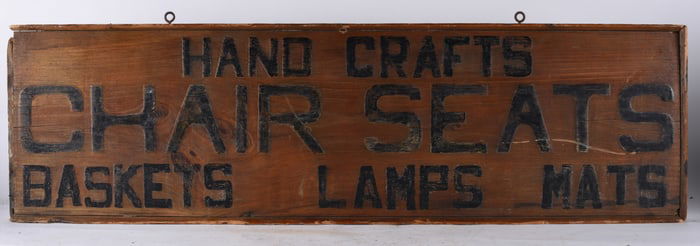 HAND CRAFTS
CHAIR SEATS
BASKETS LAMPS MATS